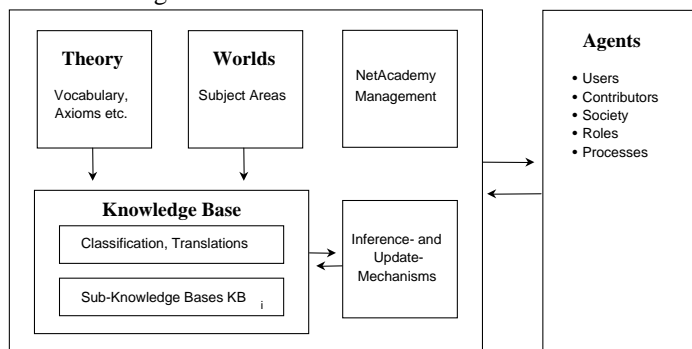 Theory
Vocabulary,
Axioms etc.
Worlds
Subject Areas
NetAcademy
Management
Knowledge Base
Classification, Translations
Sub-Knowledge Bases KB i
Inference- and
Update-
Mechanisms
Agents
• Users
• Contributors
• Society
• Roles
• Processes